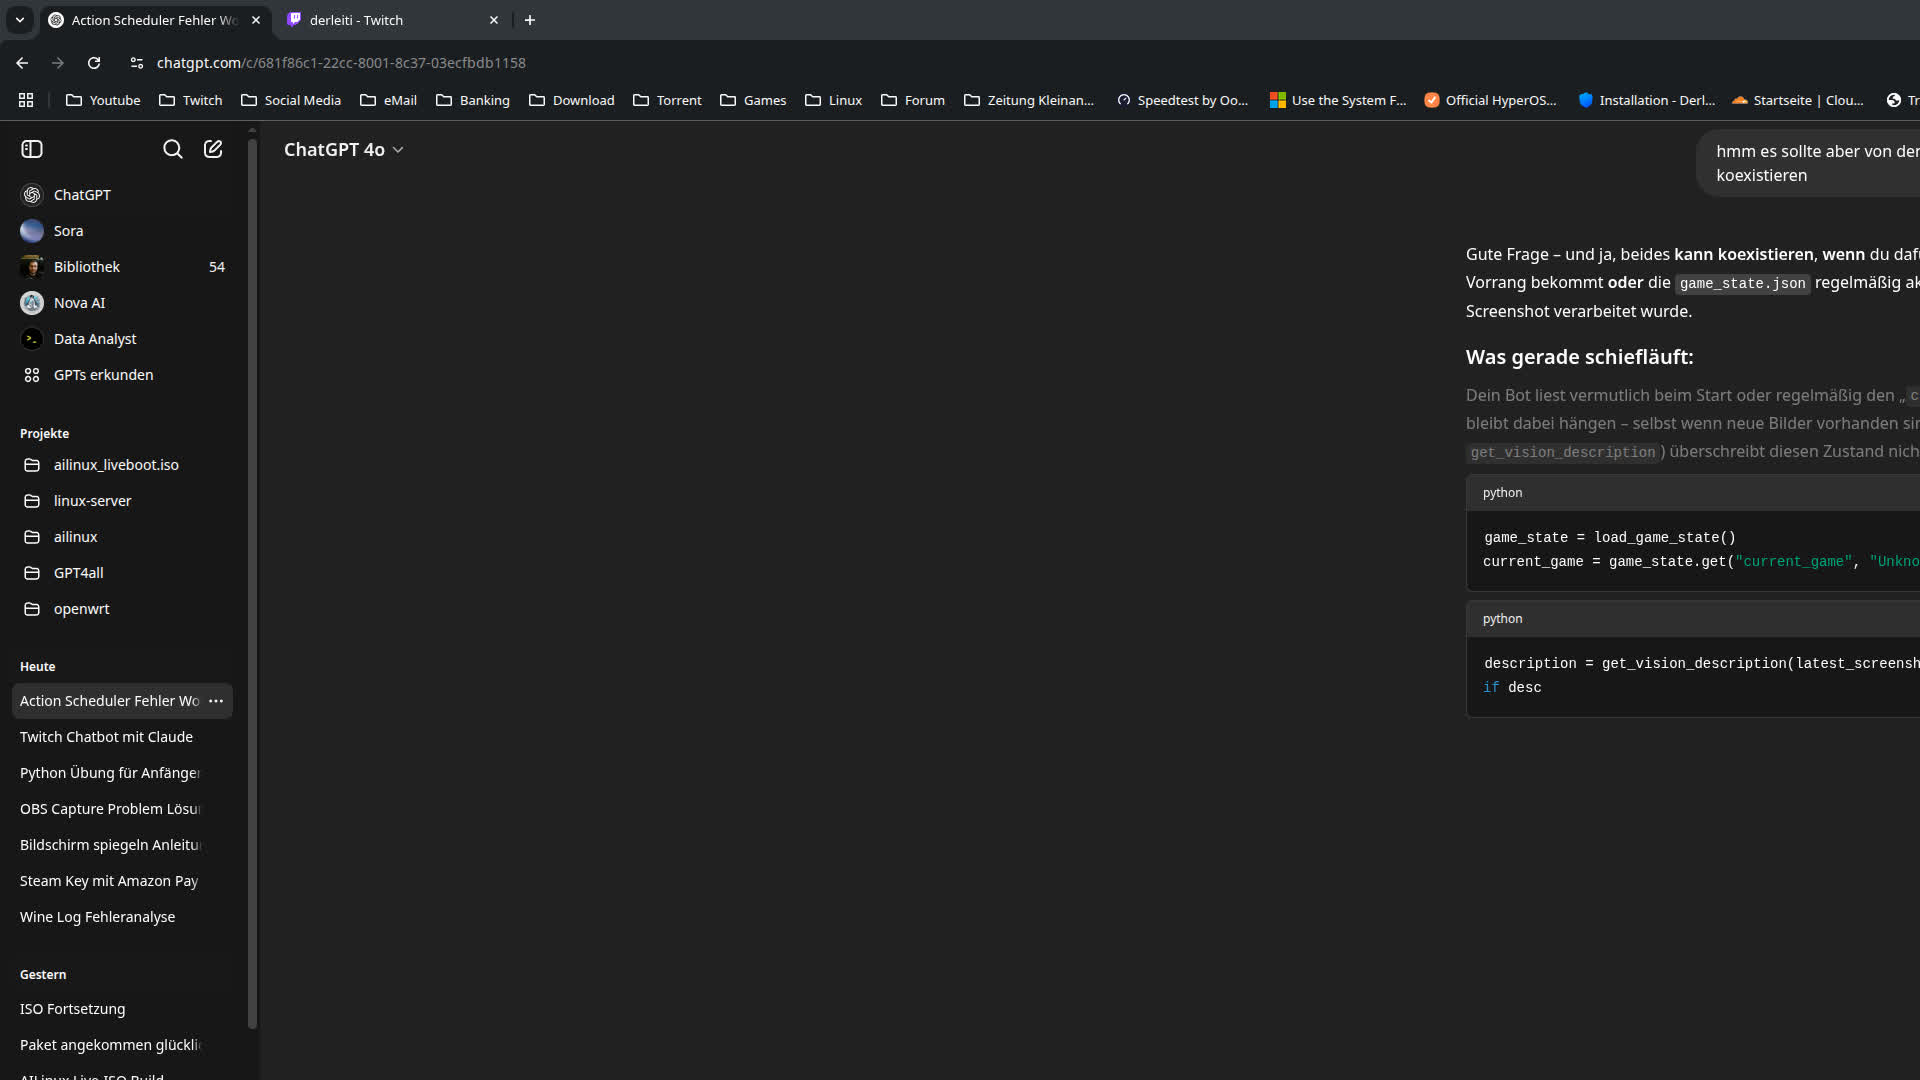 Action Scheduler Fehler Wo
derleiti - Twitch
chatgpt.com/c/681f86c1-22cc-8001-8c37-03ecfbdb1158
Youtube Twitch Social Media eMail Banking Download Torrent Games Linux Forum Zeitung Kleinan... Speedtest by Oo... Use the System F... Official HyperOS... Installation - Derl... Startseite | Clou... Tr
ChatGPT 4o
hmm es sollte aber von der
koexistieren
ChatGPT
Sora
Bibliothek 54
Nova AI
Data Analyst
GPTs erkunden
Projekte
ailinux_liveboot.iso
linux-server
ailinux
GPT4all
openwrt
Heute
Action Scheduler Fehler Wo
Twitch Chatbot mit Claude
Python Übung für Anfänger
OBS Capture Problem Lösu
Bildschirm spiegeln Anleitu
Steam Key mit Amazon Pay
Wine Log Fehleranalyse
Gestern
ISO Fortsetzung
Paket angekommen glückli
AILinux Live ISO Build
Gute Frage – und ja, beides kann koexistieren, wenn du daf
Vorrang bekommt oder die game_state.json regelmäßig ak
Screenshot verarbeitet wurde.
Was gerade schiefläuft:
Dein Bot liest vermutlich beim Start oder regelmäßig den „c
bleibt dabei hängen – selbst wenn neue Bilder vorhanden sin
get_vision_description) überschreibt diesen Zustand nich
python
game_state = load_game_state()
current_game = game_state.get("current_game", "Unkno
python
description = get_vision_description(latest_screensh
if desc